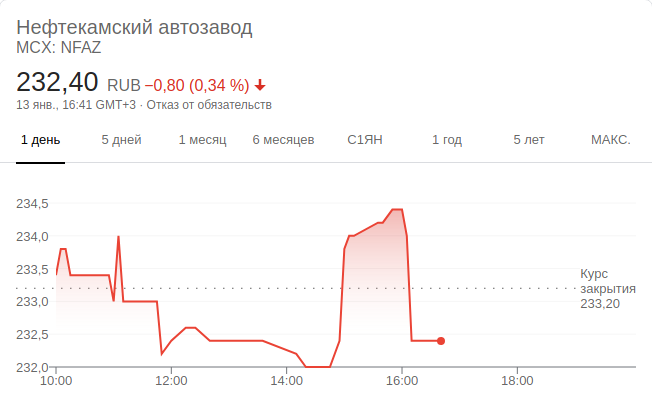 Нефтекамский автозавод
MCX: NFAZ
232,40 RUB −0,80 (0,34 %)
13 янв., 16:41 GMT+3 · Отказ от обязательств
1 день 5 дней 1 месяц 6 месяцев С1ЯН 1 год 5 лет МАКС.
234,5
234,0
233,5
Курс
закрытия
233,20
233,0
232,5
232,0
10:00 12:00 14:00 16:00 18:00